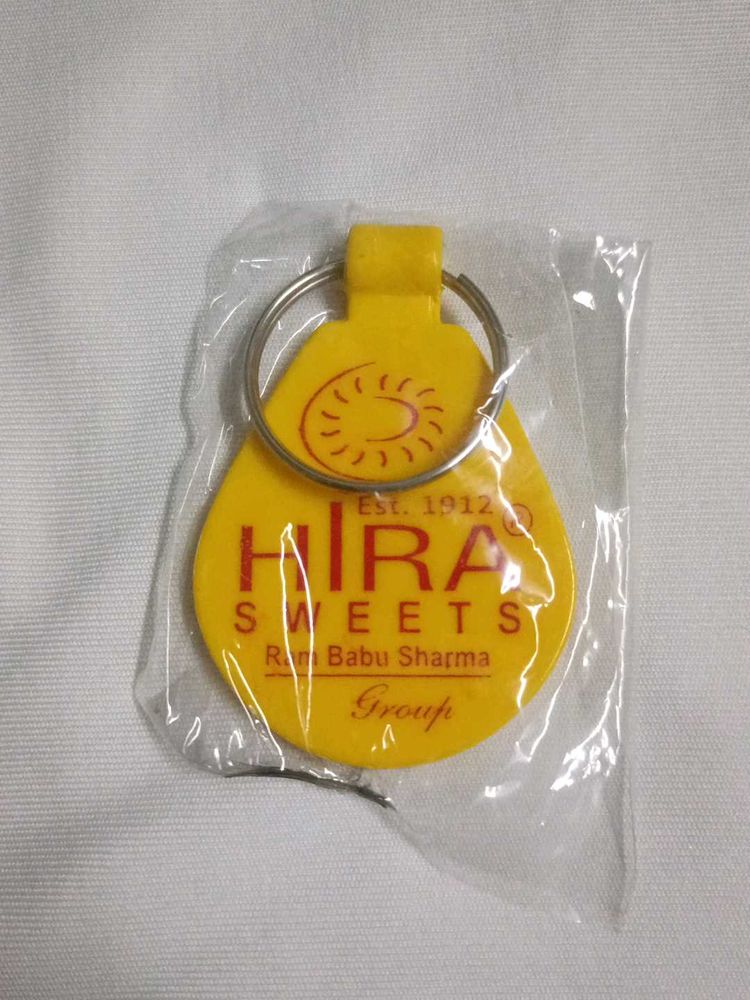 Est. 1912
HIRA®
SWEETS
Ram Babu Sharma
Group